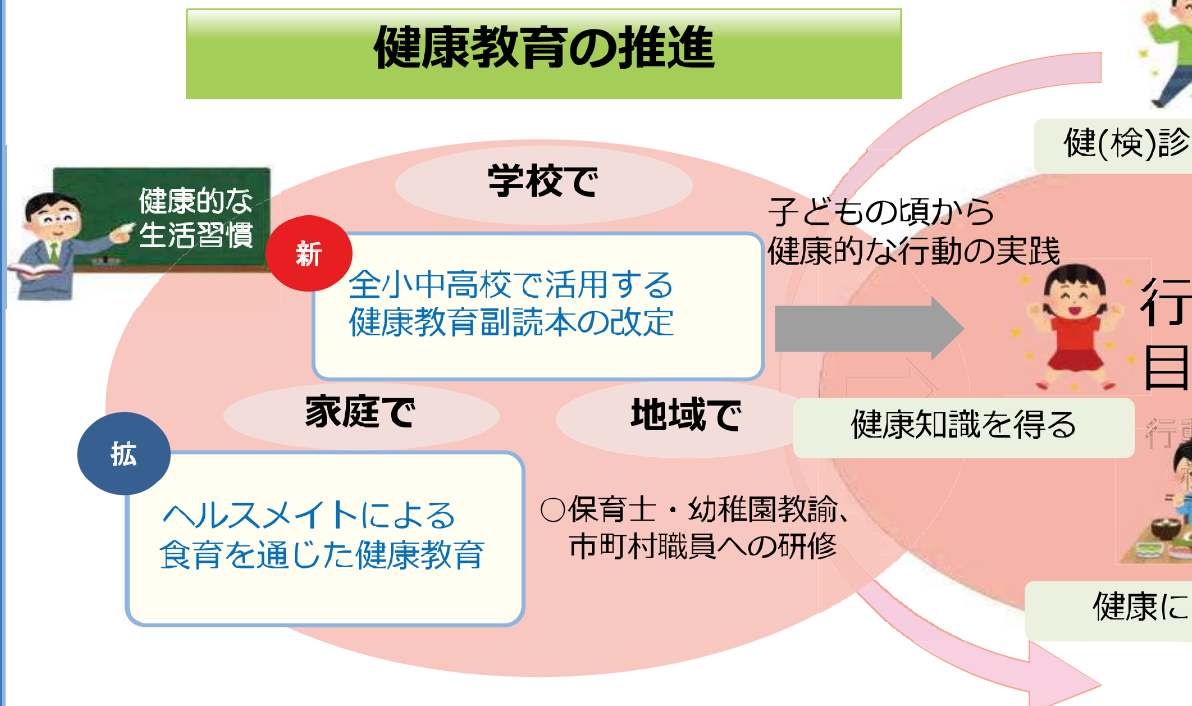 健康教育の推進
健(検)診
学校で
健康的な
生活習慣
子どもの頃から
健康的な行動の実践
新
全小中高校で活用する
健康教育副読本の改定
行
目
家庭で
地域で
健康知識を得る
行動
拡
ヘルスメイトによる
食育を通じた健康教育
○保育士・幼稚園教諭、
市町村職員への研修
健康に